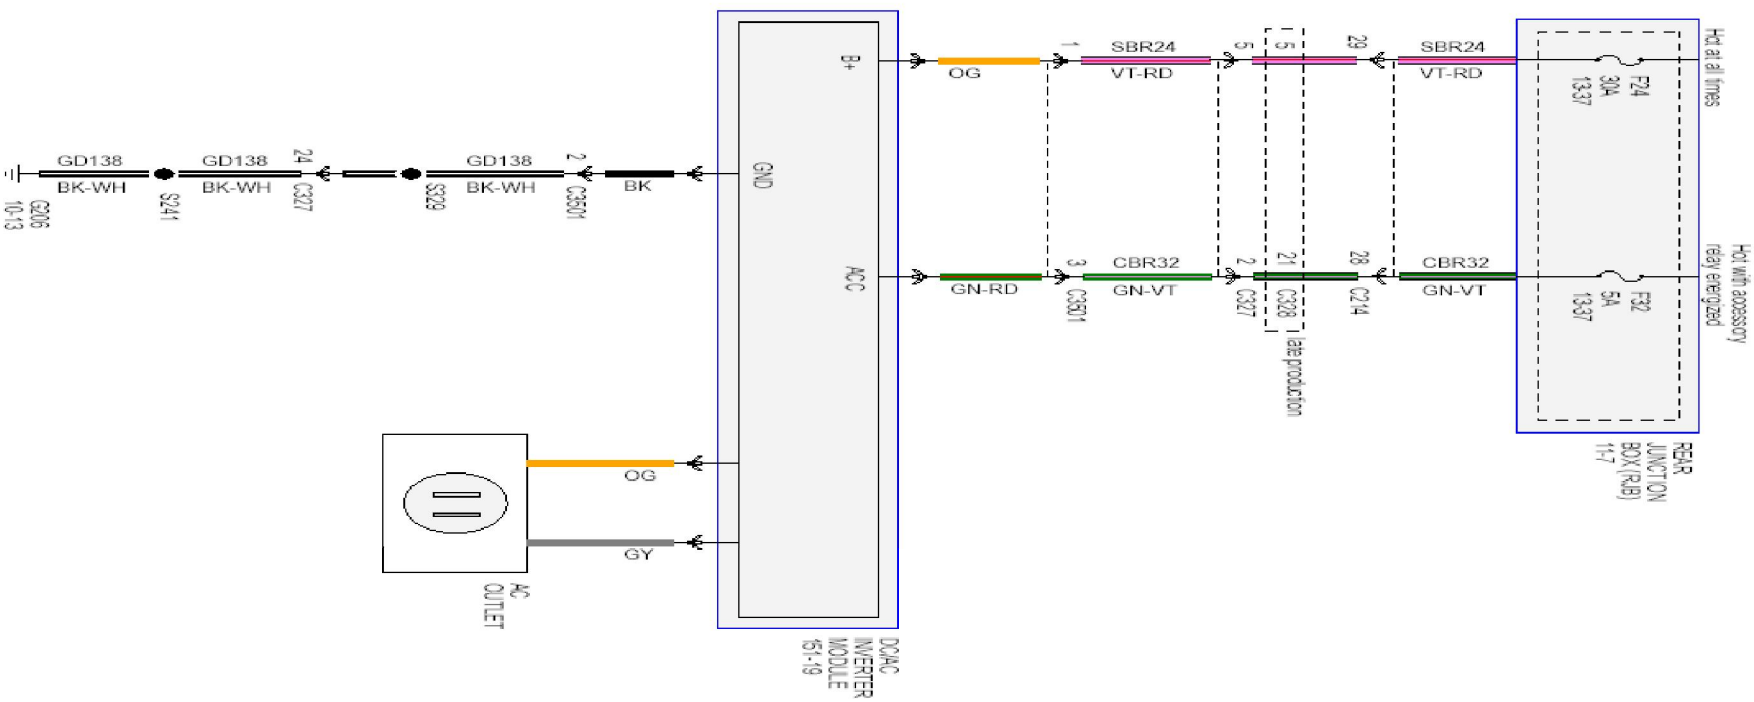 Hot at all times
F24
30A
13-37
SBR24
VT-RD
29
5
5
SBR24
VT-RD
1
OG
B+
Hot with accessory
relay energized
F32
5A
13-37
CBR32
GN-VT
28
C214
21
C328
late production
2
C327
CBR32
GN-VT
3
C3501
GN-RD
ACC
REAR
JUNCTION
BOX (RJB)
11-7
GND
BK
2
C3501
GD138
BK-WH
S329
24
C327
GD138
BK-WH
S241
GD138
BK-WH
G206
10-13
OG
GY
AC
OUTLET
DC/AC
INVERTER
MODULE
151-19